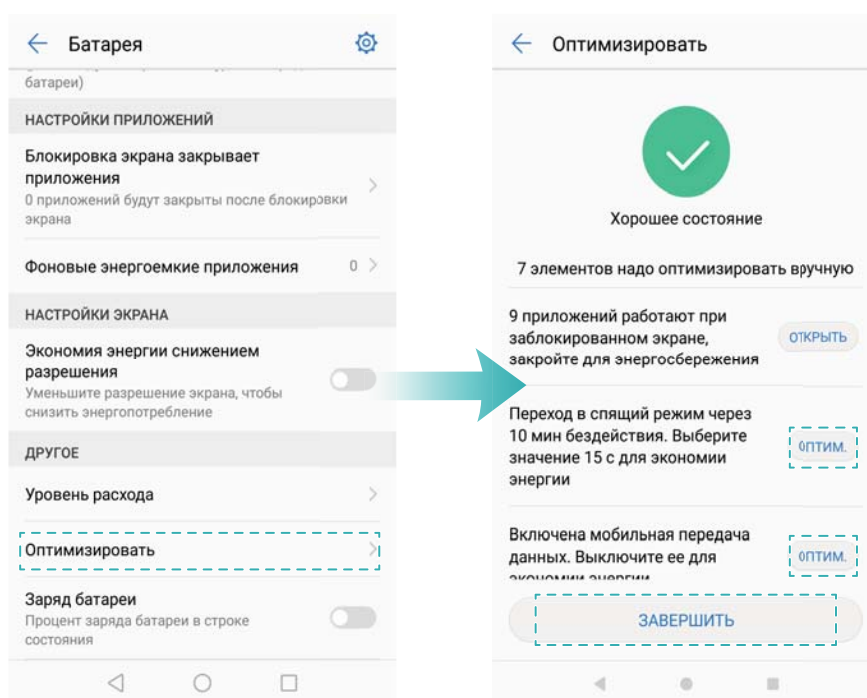 Батарея
батареи)
НАСТРОЙКИ ПРИЛОЖЕНИЙ
Блокировка экрана закрывает
приложения
0 приложений будут закрыты после блокировки
экрана
Фоновые энергоемкие приложения 0
НАСТРОЙКИ ЭКРАНА
Экономия энергии снижением
разрешения
Уменьшите разрешение экрана, чтобы
снизить энергопотребление
ДРУГОЕ
Уровень расхода
Оптимизировать
Заряд батареи
Процент заряда батареи в строке
состояния
Оптимизировать
Хорошее состояние
7 элементов надо оптимизировать вручную
9 приложений работают при
заблокированном экране,
закройте для энергосбережения
ОТКРЫТЬ
Переход в спящий режим через
10 мин бездействия. Выберите
значение 15 с для экономии
энергии
ОПТИМ.
Включена мобильная передача
данных. Выключите ее для
экономии энергии
ОПТИМ.
ЗАВЕРШИТЬ